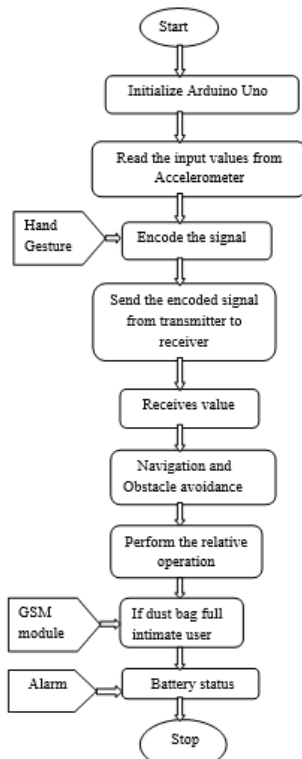 Start
Initialize Arduino Uno
Read the input values from
Accelerometer
Hand
Gesture
Encode the signal
Send the encoded signal
from transmitter to
receiver
Receives value
Navigation and
Obstacle avoidance
Perform the relative
operation
GSM
module
If dust bag full
intimate user
Alarm
Battery status
Stop